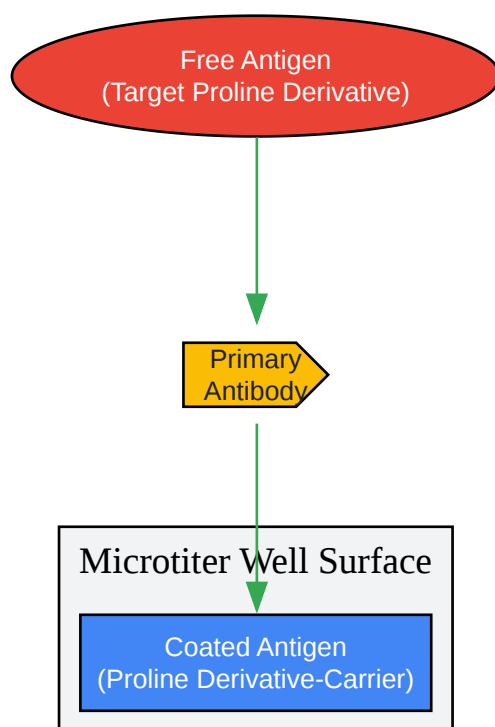 Free Antigen
(Target Proline Derivative)
Primary
Antibody
Microtiter Well Surface
Coated Antigen
(Proline Derivative-Carrier)